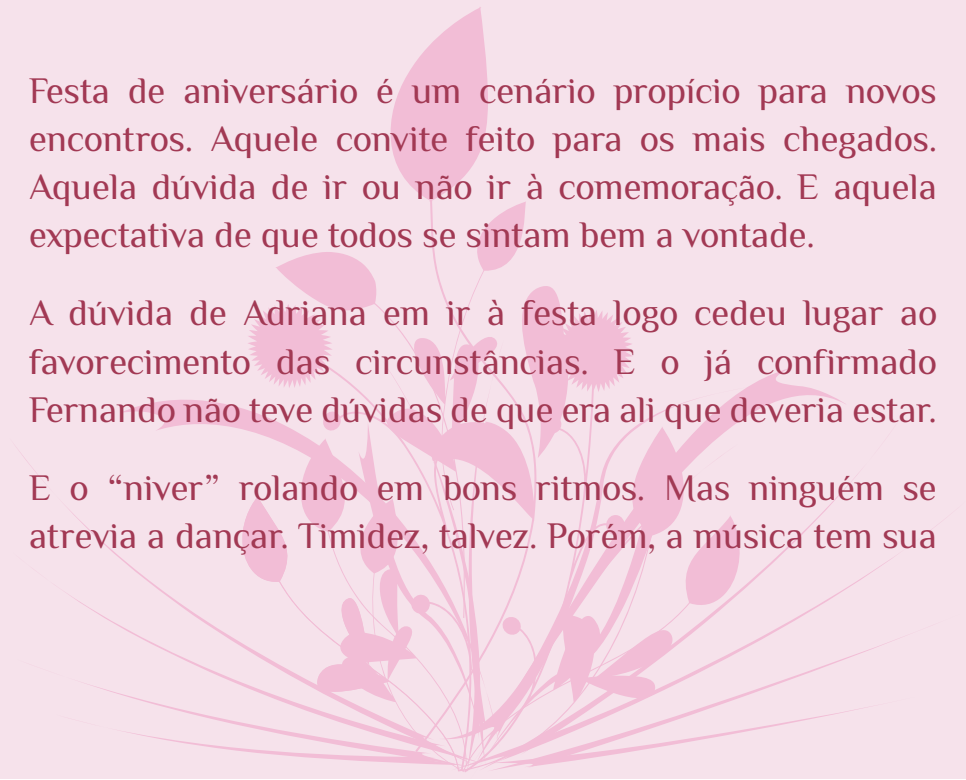 Festa de aniversário é um cenário propício para novos
encontros. Aquele convite feito para os mais chegados.
Aquela dúvida de ir ou não ir à comemoração. E aquela
expectativa de que todos se sintam bem a vontade.
A dúvida de Adriana em ir à festa logo cedeu lugar ao
favorecimento das circunstâncias. E o já confirmado
Fernando não teve dúvidas de que era ali que deveria estar.
E o “niver” rolando em bons ritmos. Mas ninguém se
atrevia a dançar. Timidez, talvez. Porém, a música tem sua